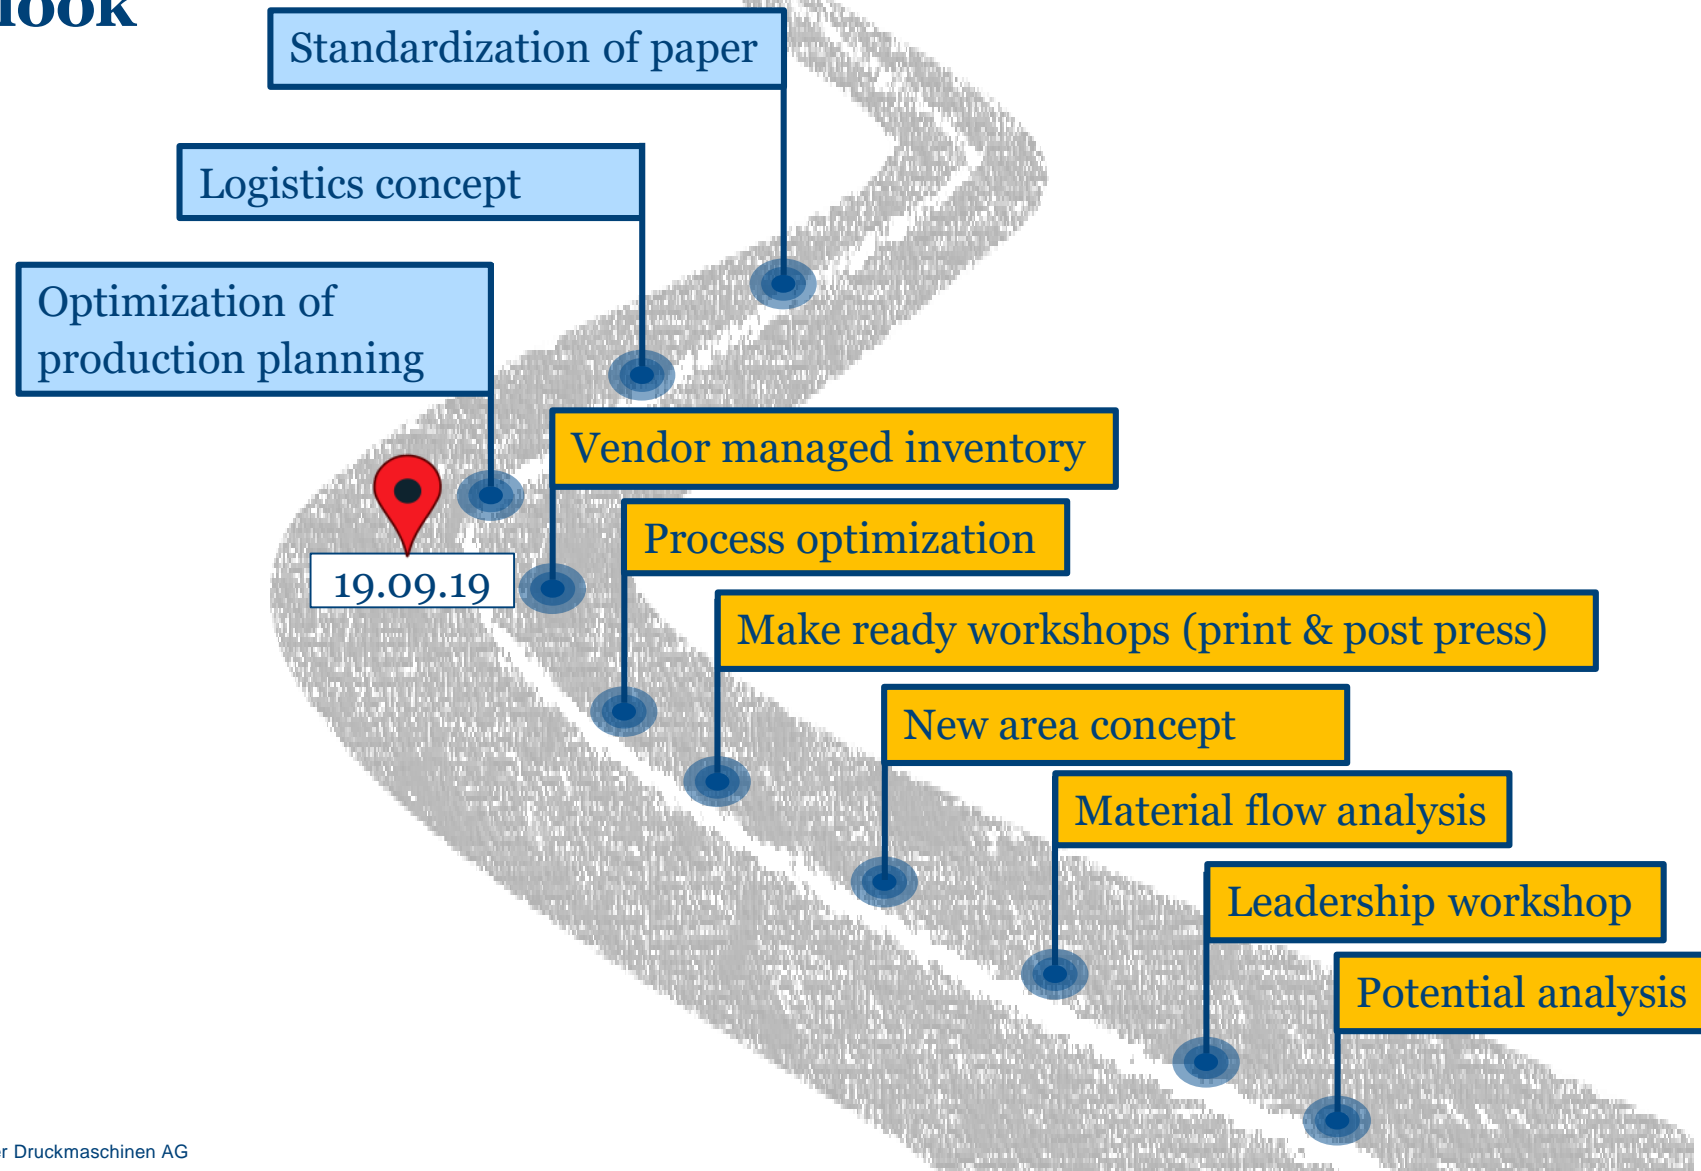 Standardization of paper
Logistics concept
Optimization of
production planning
Vendor managed inventory
Process optimization
19.09.19
Make ready workshops (print & post press)
New area concept
Material flow analysis
Leadership workshop
Potential analysis
Druckmaschinen AG